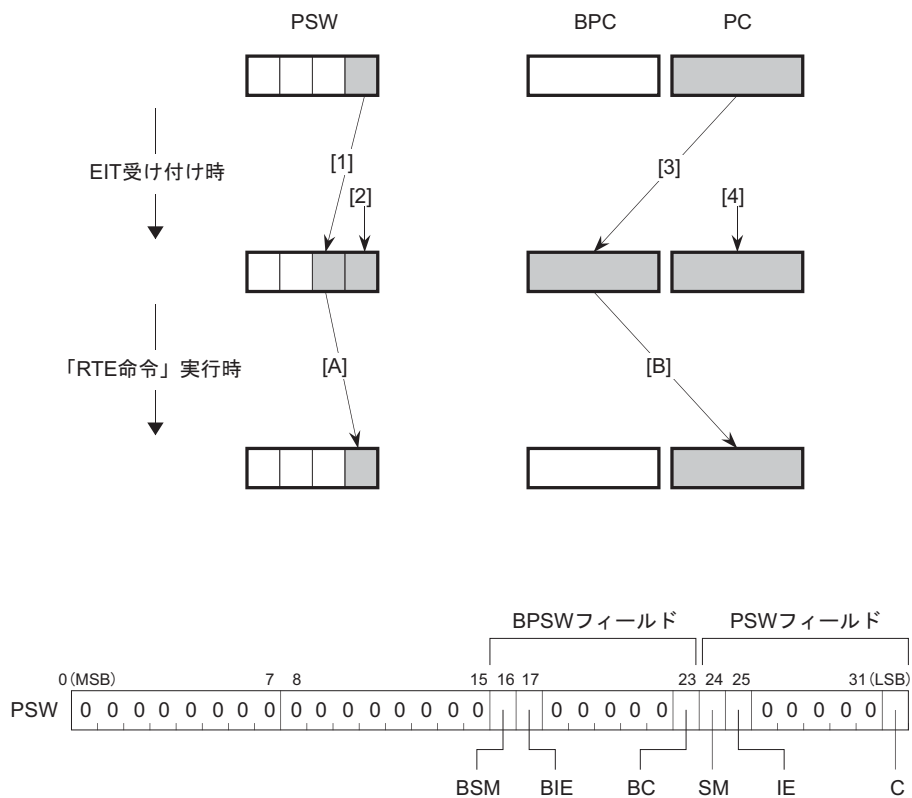 PSW BPC PC
[1] [3]
EIT受け付け時
[2] [4]
「RTE命令」実行時 [A] [B]
BPSWフィールド PSWフィールド
0(MSB) 7 8 15 16 17 23 24 25 31(LSB)
PSW 0 0 0 0 0 0 0 0 0 0 0 0 0 0 0 0 0 0 0 0 0 0 0 0 0 0
BSM BIE BC SM IE C